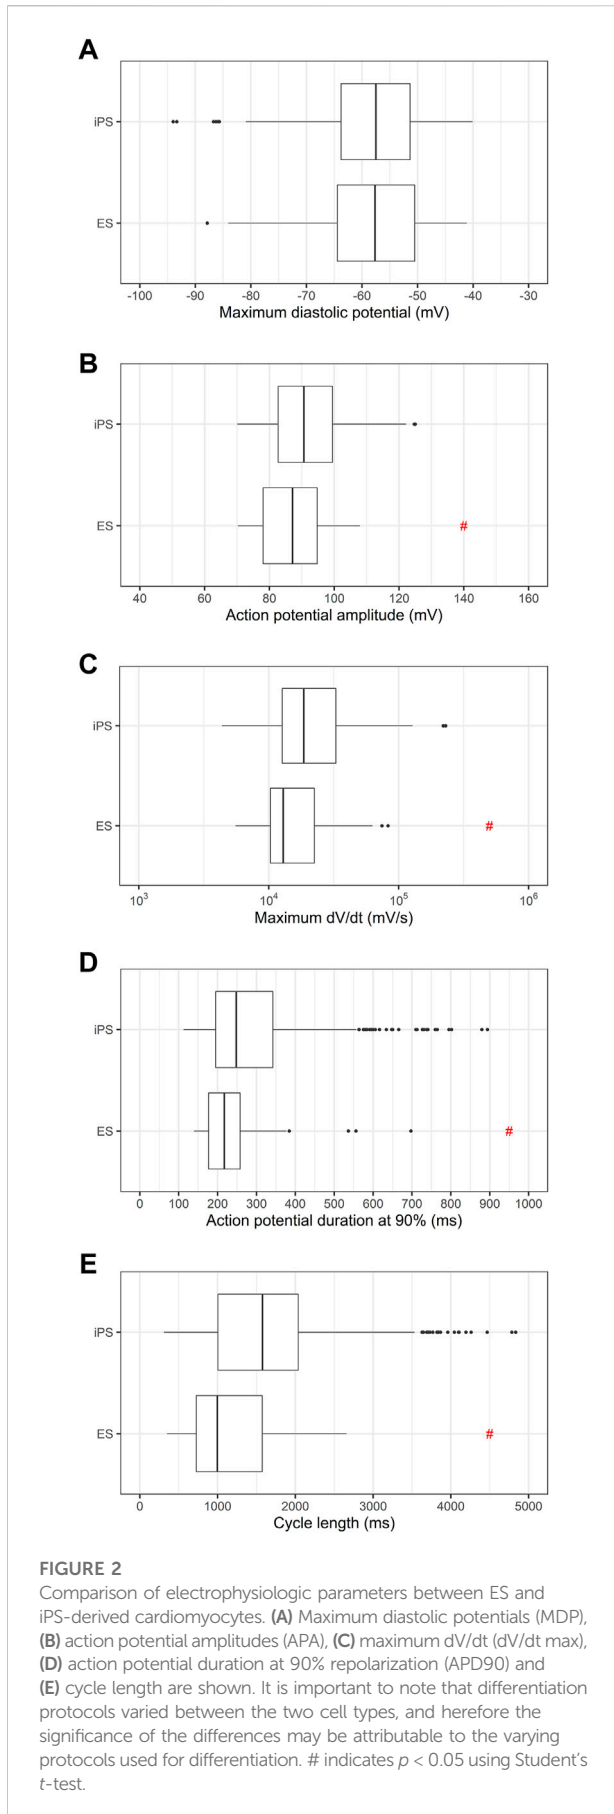 A
iPS
ES
-100 -90 -80 -70 -60 -50 -40 -30
Maximum diastolic potential (mV)
B
iPS
ES #
40 60 80 100 120 140 160
Action potential amplitude (mV)
C
iPS
ES #
10³ 10⁴ 10⁵ 10⁶
Maximum dV/dt (mV/s)
D
iPS
ES #
0 100 200 300 400 500 600 700 800 900 1000
Action potential duration at 90% (ms)
E
iPS
ES #
0 1000 2000 3000 4000 5000
Cycle length (ms)
FIGURE 2
Comparison of electrophysiologic parameters between ES and
iPS-derived cardiomyocytes. (A) Maximum diastolic potentials (MDP),
(B) action potential amplitudes (APA), (C) maximum dV/dt (dV/dt max),
(D) action potential duration at 90% repolarization (APD90) and
(E) cycle length are shown. It is important to note that differentiation
protocols varied between the two cell types, and herefore the
significance of the differences may be attributable to the varying
protocols used for differentiation. # indicates p < 0.05 using Student's
t-test.